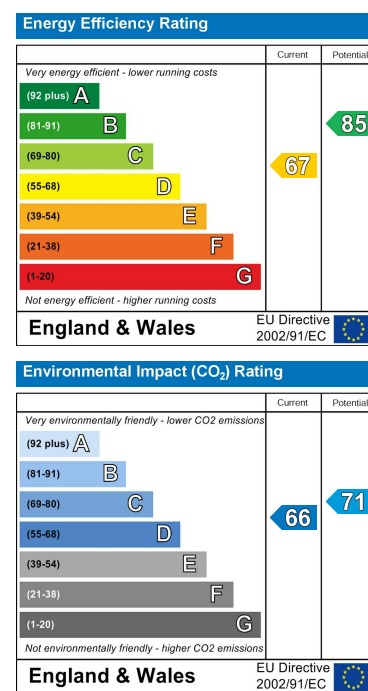 Energy Efficiency Rating
Current Potential
Very energy efficient - lower running costs
(92 plus) A
(81-91) B
85
(69-80) C
67
(55-68) D
(39-54) E
(21-38) F
(1-20) G
Not energy efficient - higher running costs
England & Wales
EU Directive
2002/91/EC
Environmental Impact (CO₂) Rating
Current Potential
Very environmentally friendly - lower CO2 emissions
(92 plus) A
(81-91) B
(69-80) C
71
66
(55-68) D
(39-54) E
(21-38) F
(1-20) G
Not environmentally friendly - higher CO2 emissions
England & Wales
EU Directive
2002/91/EC